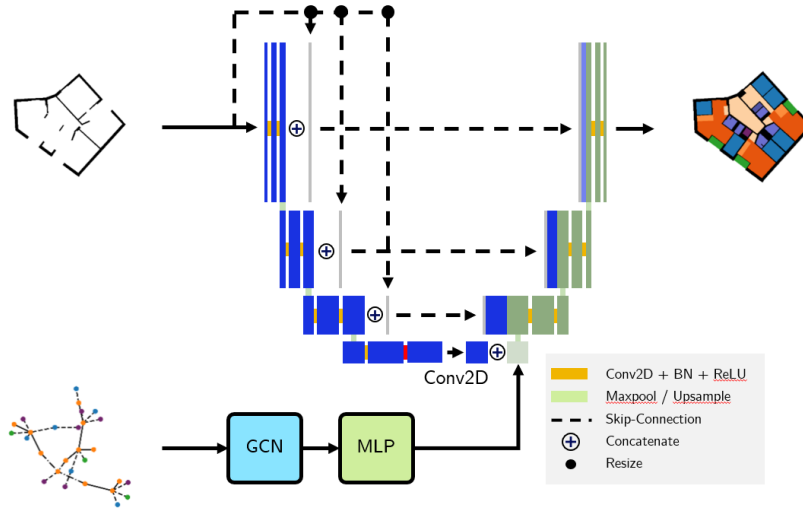 Conv2D
GCN
MLP
Conv2D + BN + ReLU
Maxpool / Upsample
Skip-Connection
Concatenate
Resize